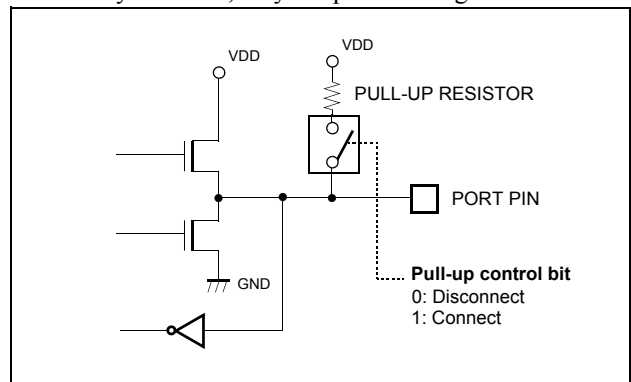 VDD
VDD
PULL-UP RESISTOR
PORT PIN
GND
Pull-up control bit
0: Disconnect
1: Connect